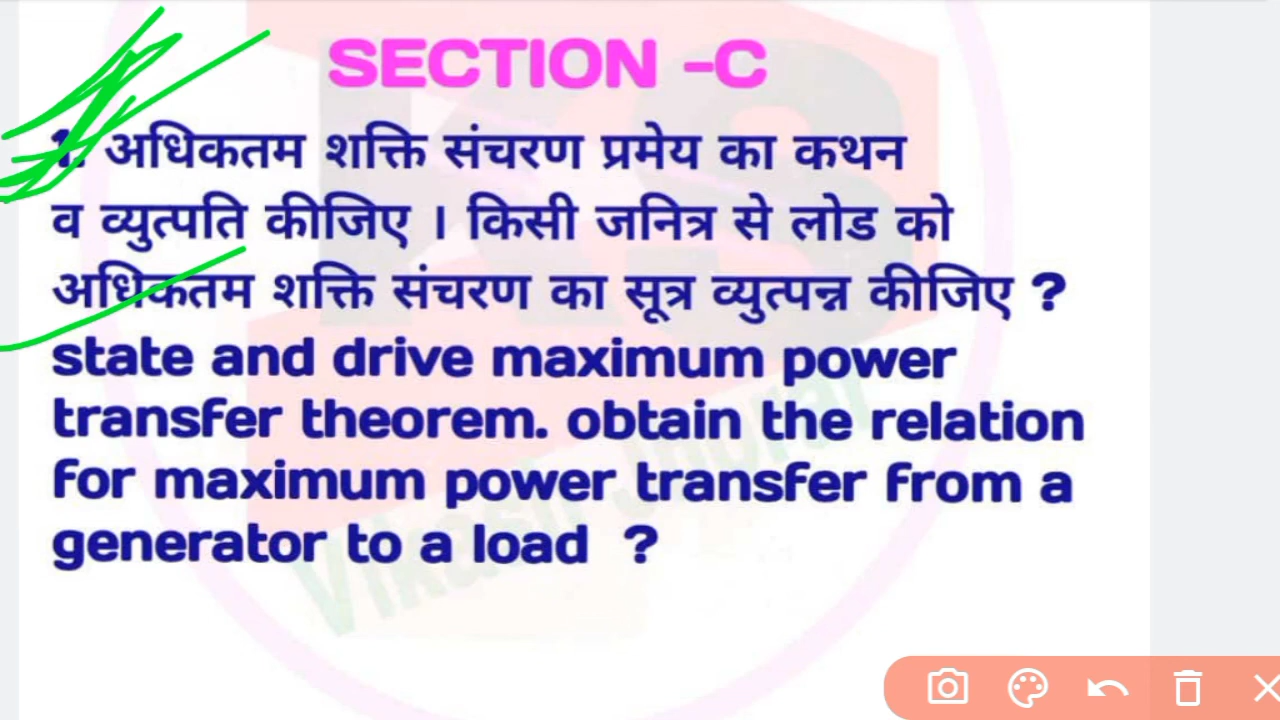 SECTION -C
1. अधिकतम शक्ति संचरण प्रमेय का कथन
व व्युत्पति कीजिए । किसी जनित्र से लोड को
अधिकतम शक्ति संचरण का सूत्र व्युत्पन्न कीजिए ?
state and drive maximum power
transfer theorem. obtain the relation
for maximum power transfer from a
generator to a load ?